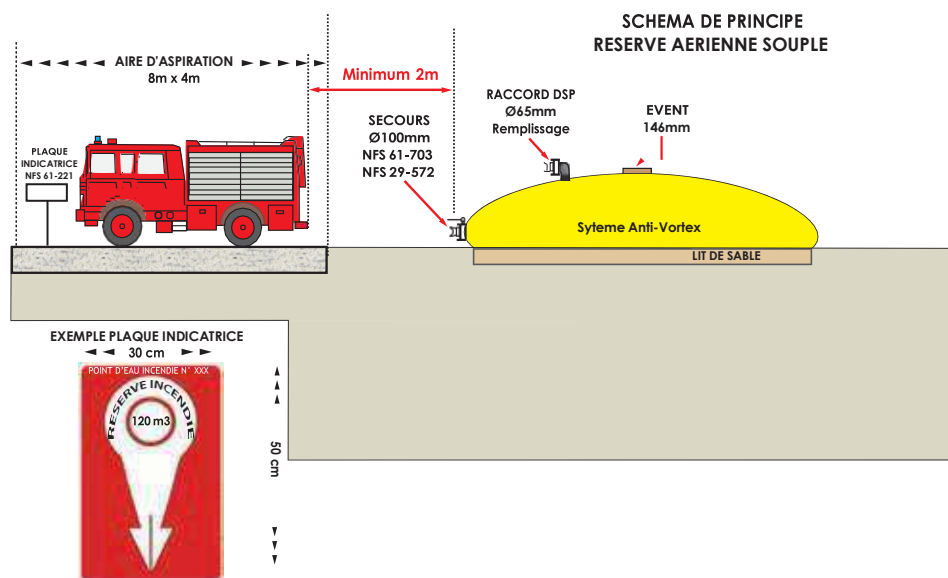 SCHEMA DE PRINCIPE
RESERVE AERIENNE SOUPLE
AIRE D'ASPIRATION
8m x 4m
Minimum 2m
RACCORD DSP
Ø65mm
Remplissage
EVENT
146mm
SECOURS
Ø100mm
NFS 61-703
NFS 29-572
PLAQUE
INDICATRICE
NFS 61-221
Syteme Anti-Vortex
LIT DE SABLE
EXEMPLE PLAQUE INDICATRICE
30 cm
POINT D'EAU INCENDIE N° XXX
RESERVE INCENDIE
120 m3
50 cm